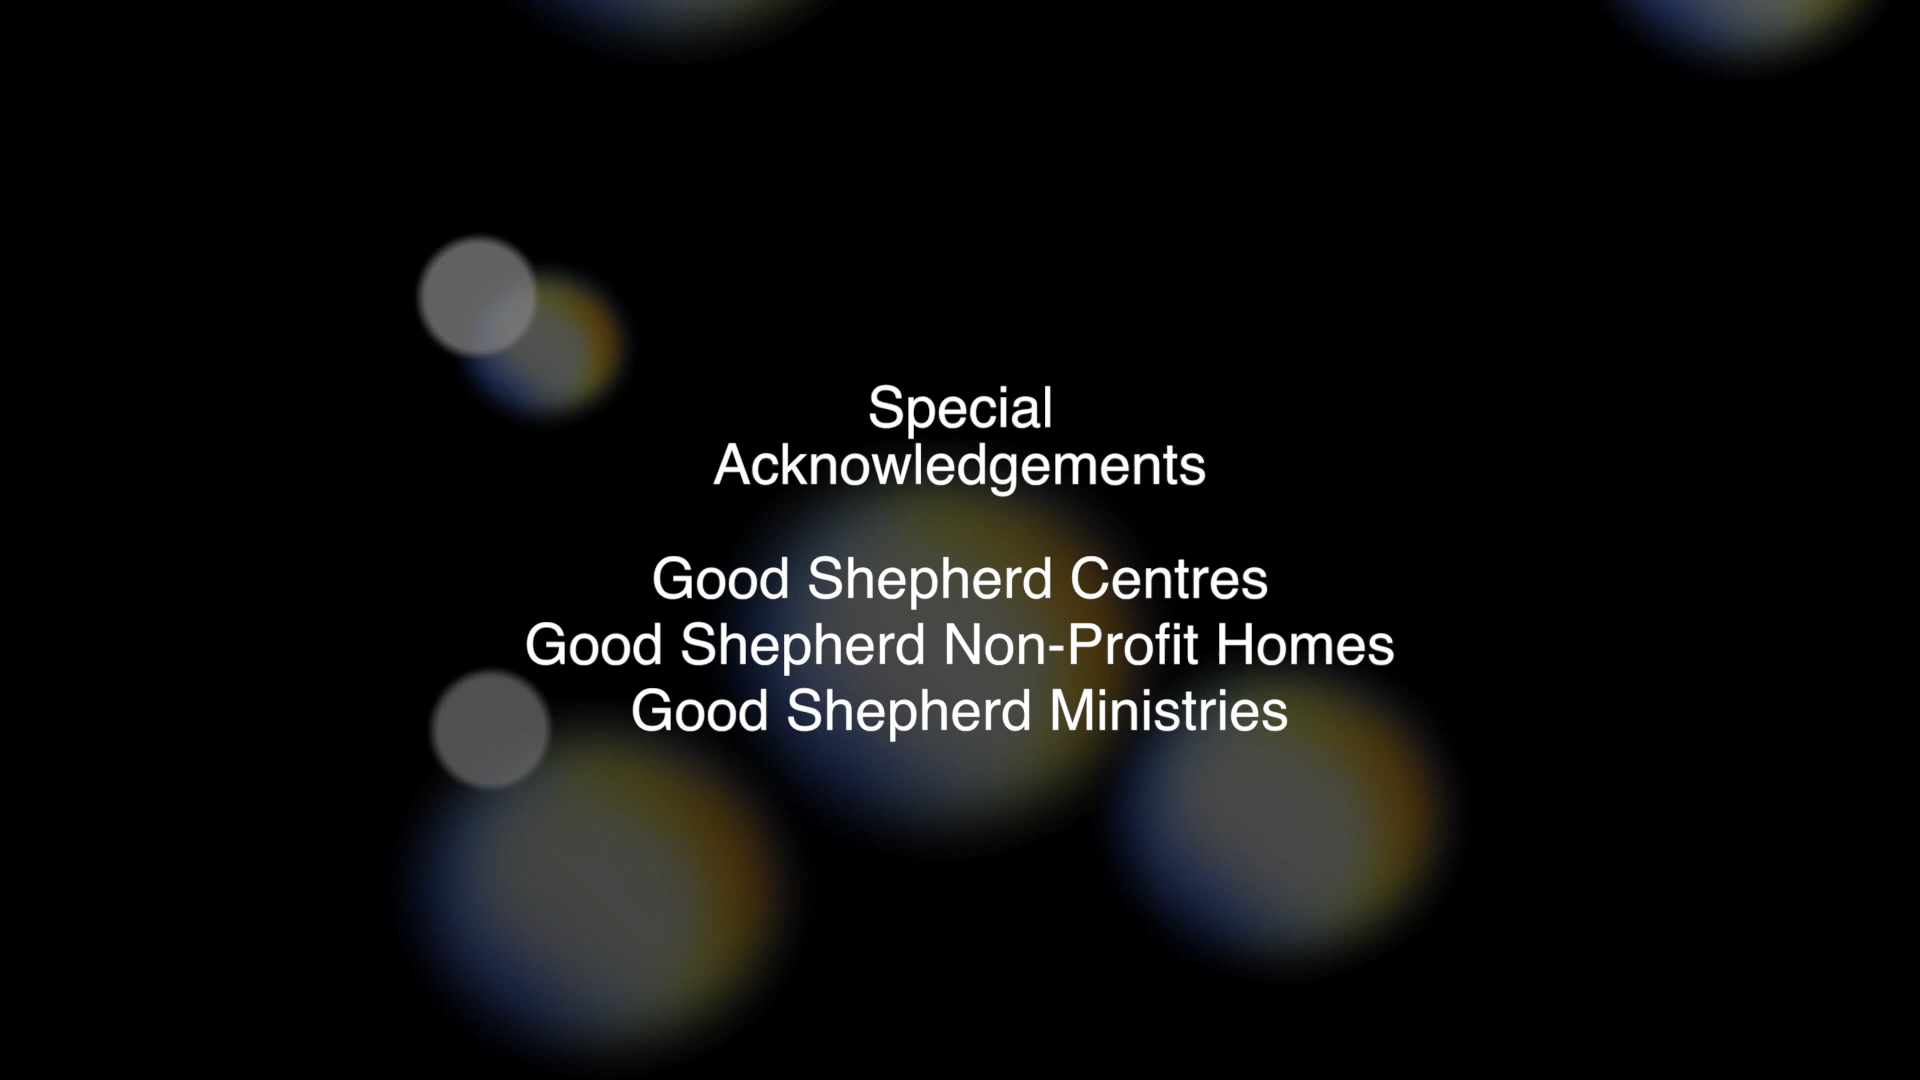 Special
Acknowledgements
Good Shepherd Centres
Good Shepherd Non-Profit Homes
Good Shepherd Ministries